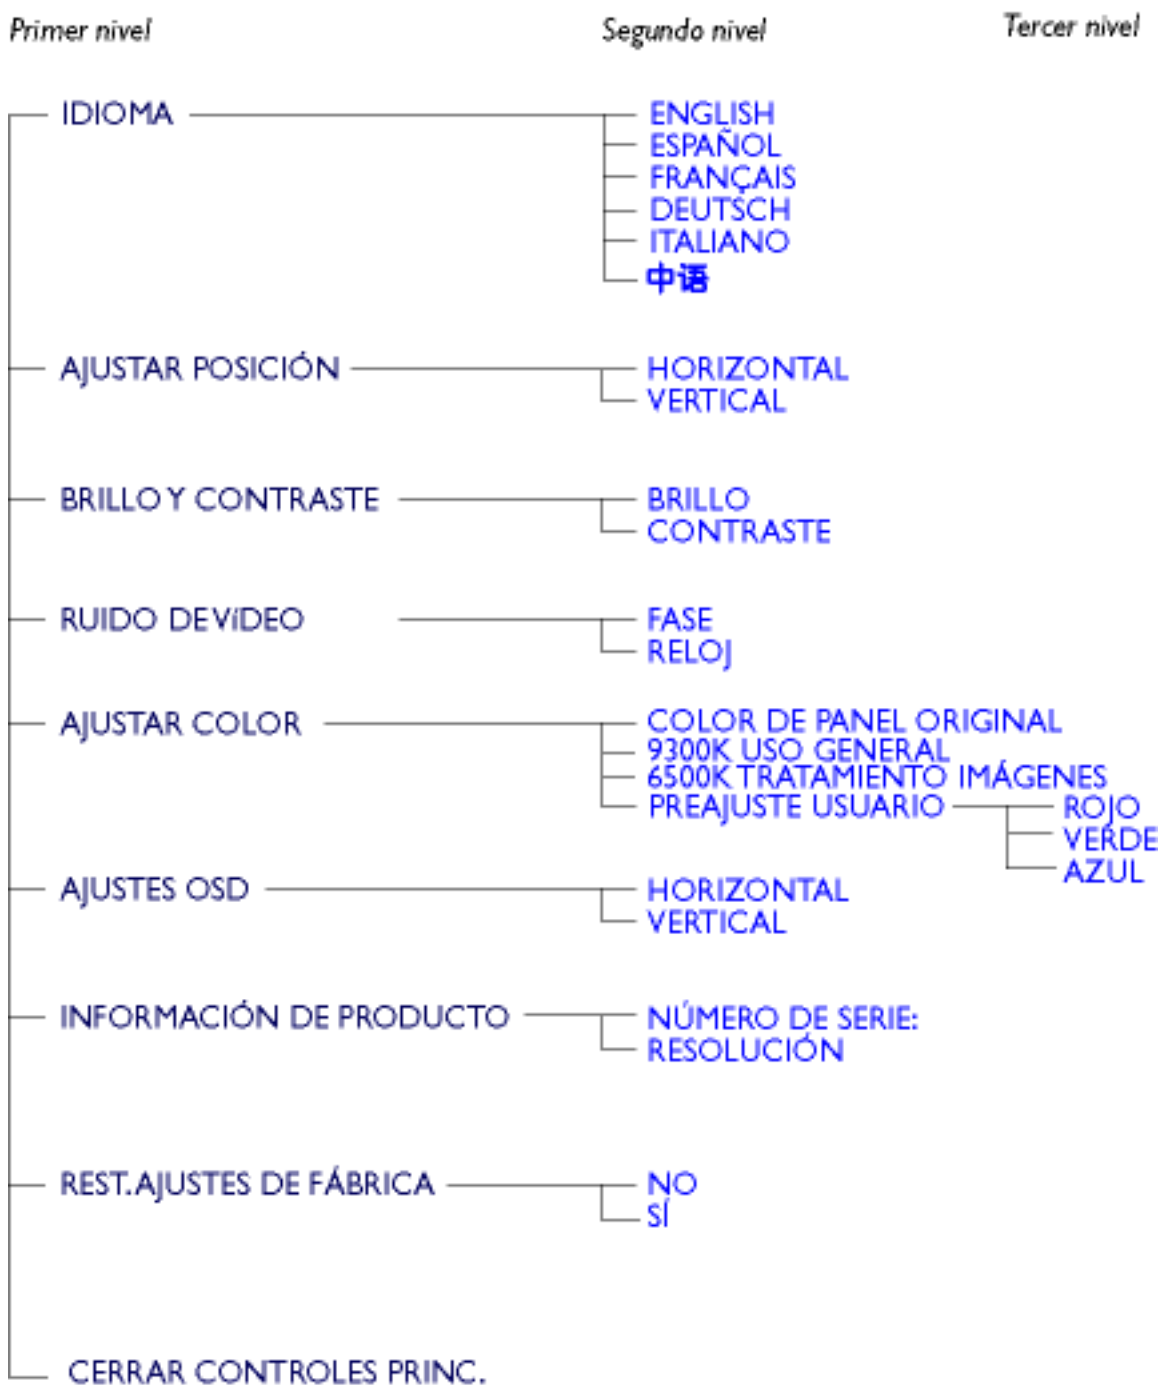 Primer nivel Segundo nivel Tercer nivel
IDIOMA ENGLISH
ESPAÑOL
FRANÇAIS
DEUTSCH
ITALIANO
中语
AJUSTAR POSICIÓN HORIZONTAL
VERTICAL
BRILLO Y CONTRASTE BRILLO
CONTRASTE
RUIDO DE VíDEO FASE
RELOJ
AJUSTAR COLOR COLOR DE PANEL ORIGINAL
9300K USO GENERAL
6500K TRATAMIENTO IMÁGENES
PREAJUSTE USUARIO ROJO
VERDE
AZUL
AJUSTES OSD HORIZONTAL
VERTICAL
INFORMACIÓN DE PRODUCTO NÚMERO DE SERIE:
RESOLUCIÓN
REST. AJUSTES DE FÁBRICA NO
SÍ
CERRAR CONTROLES PRINC.